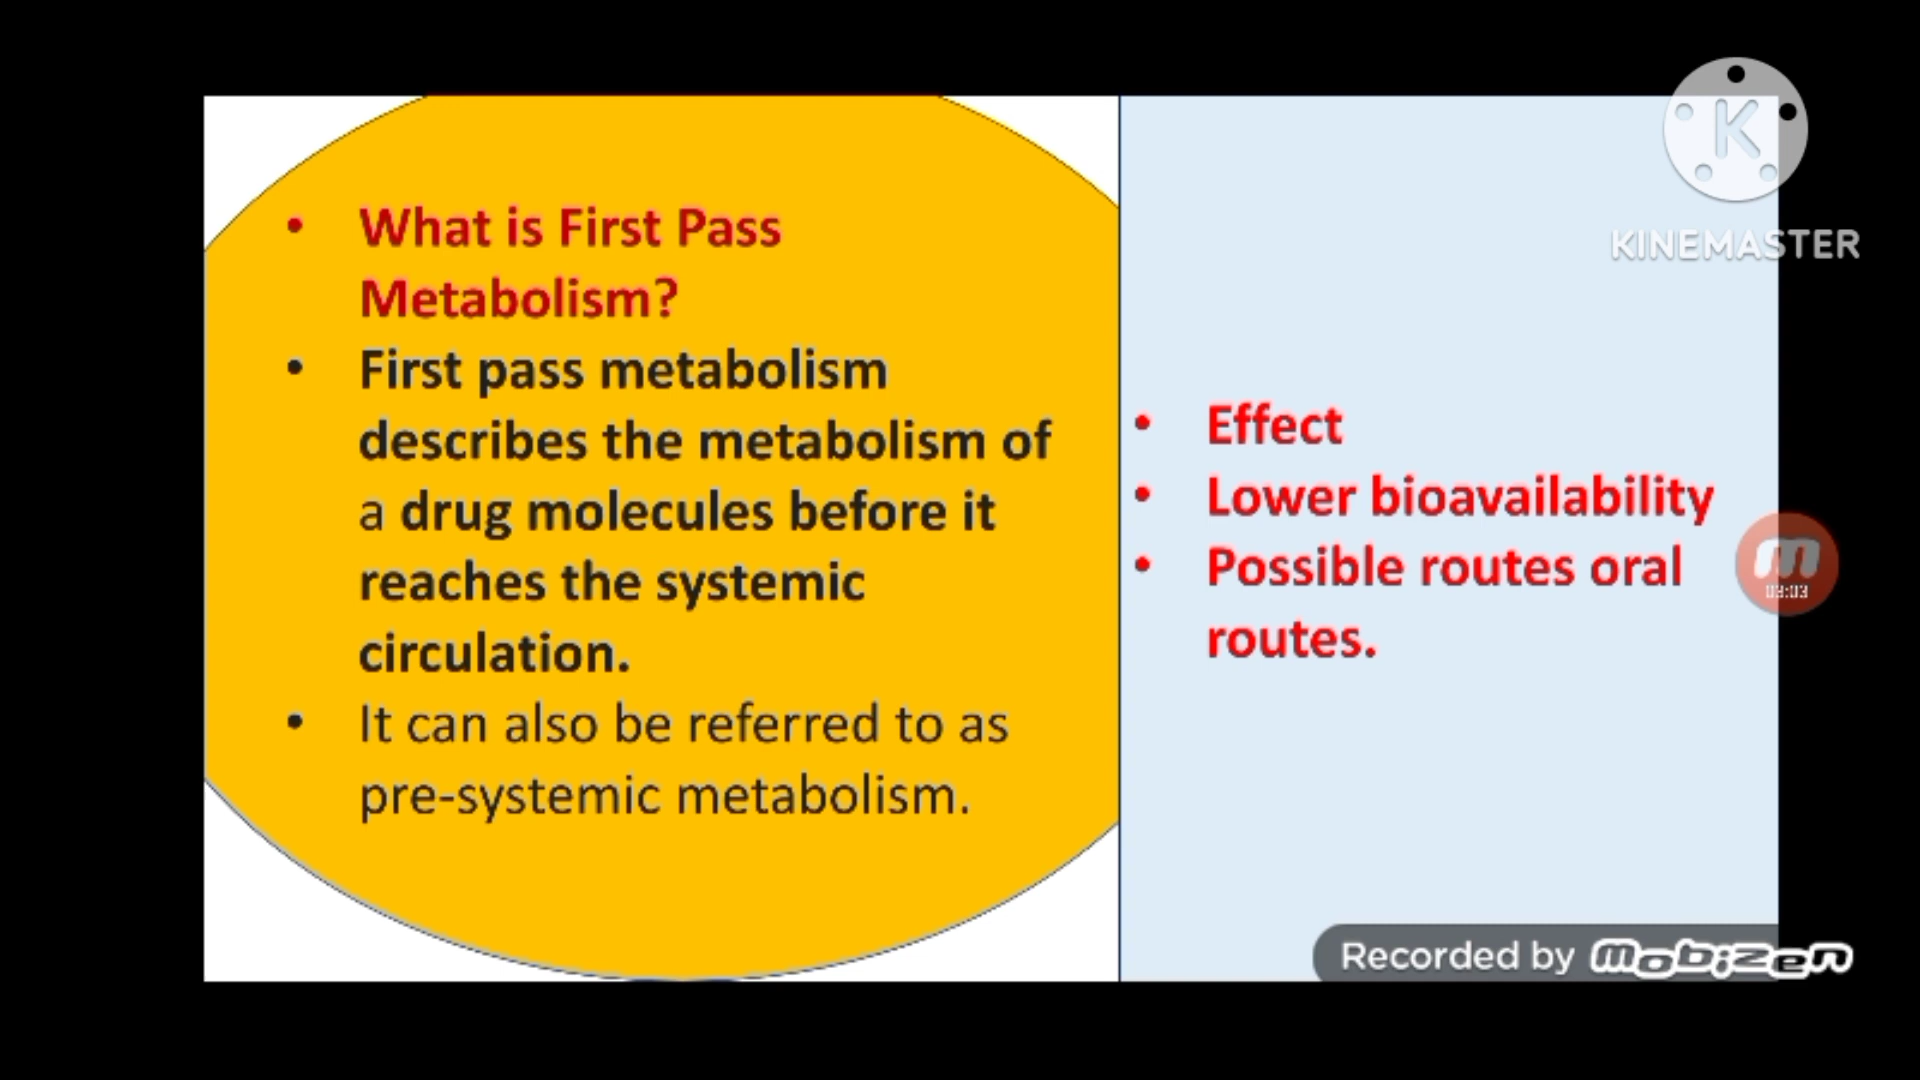 • What is First Pass
Metabolism?
• First pass metabolism
describes the metabolism of
a drug molecules before it
reaches the systemic
circulation.
• It can also be referred to as
pre-systemic metabolism.
• Effect
• Lower bioavailability
• Possible routes oral
routes.
K
KINEMASTER
m
03:03
Recorded by mobizen